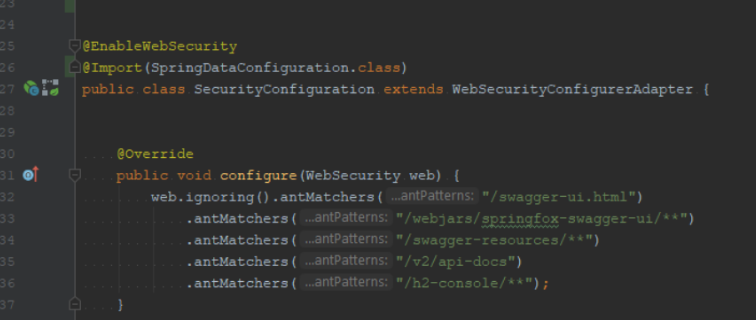 23
24
25 @EnableWebSecurity
26 @Import(SpringDataConfiguration.class)
27 public class SecurityConfiguration extends WebSecurityConfigurerAdapter {
28
29
30 @Override
31 public void configure(WebSecurity web) {
32 web.ignoring().antMatchers( ...antPatterns: "/swagger-ui.html")
33 .antMatchers( ...antPatterns: "/webjars/springfox-swagger-ui/**")
34 .antMatchers( ...antPatterns: "/swagger-resources/**")
35 .antMatchers( ...antPatterns: "/v2/api-docs")
36 .antMatchers( ...antPatterns: "/h2-console/**");
37 }